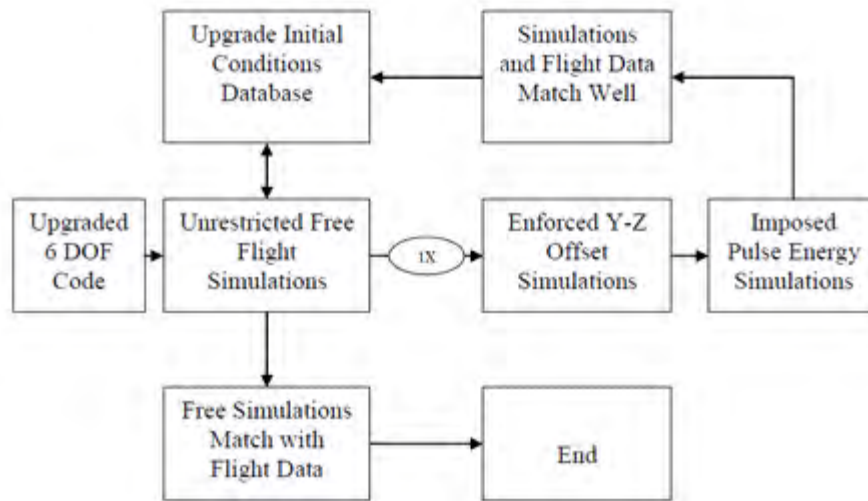 Upgrade Initial
Conditions
Database
Simulations
and Flight Data
Match Well
Upgraded
6 DOF
Code
Unrestricted Free
Flight
Simulations
1X
Enforced Y-Z
Offset
Simulations
Imposed
Pulse Energy
Simulations
Free Simulations
Match with
Flight Data
End